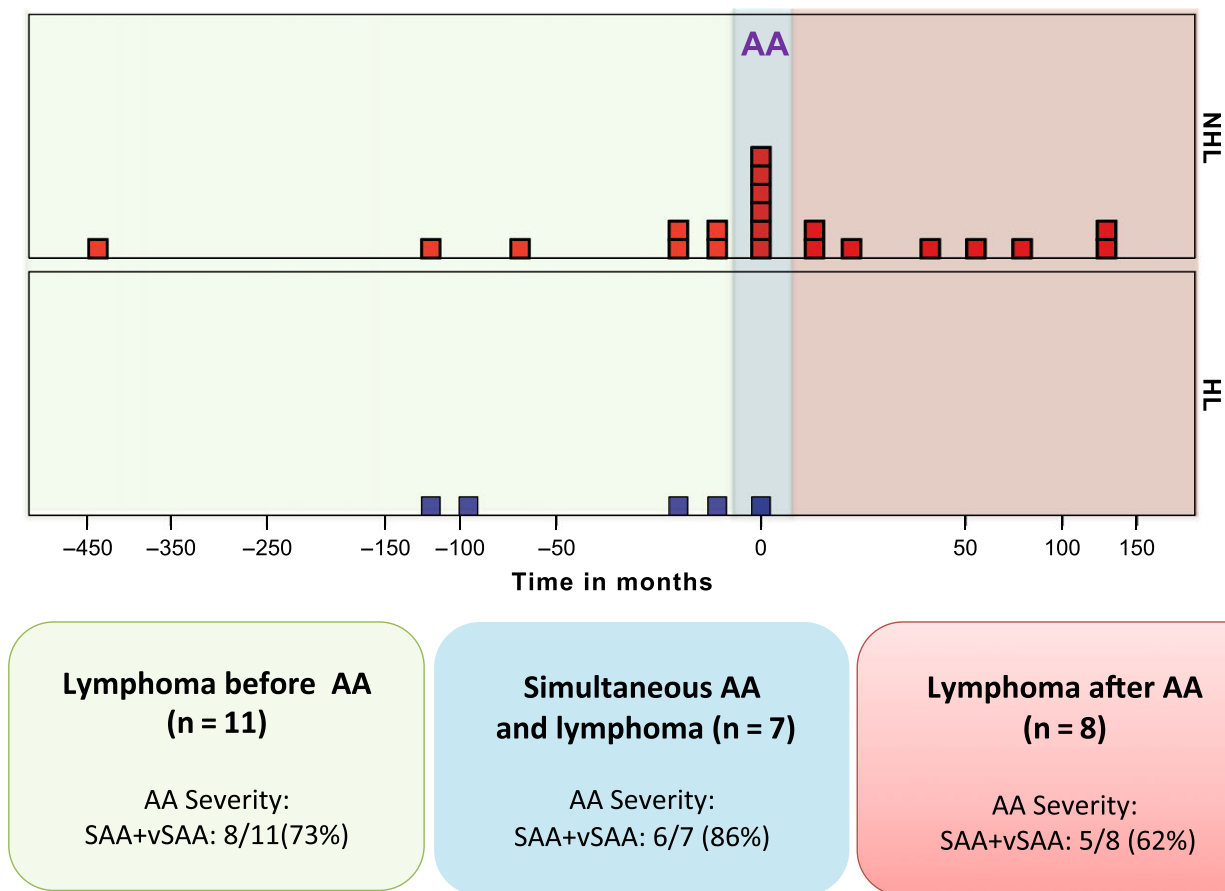 AA
NHL
HL
–450 –350 –250 –150 –100 –50 0 50 100 150
Time in months
Lymphoma before AA
(n = 11)
AA Severity:
SAA+vSAA: 8/11(73%)
Simultaneous AA
and lymphoma (n = 7)
AA Severity:
SAA+vSAA: 6/7 (86%)
Lymphoma after AA
(n = 8)
AA Severity:
SAA+vSAA: 5/8 (62%)